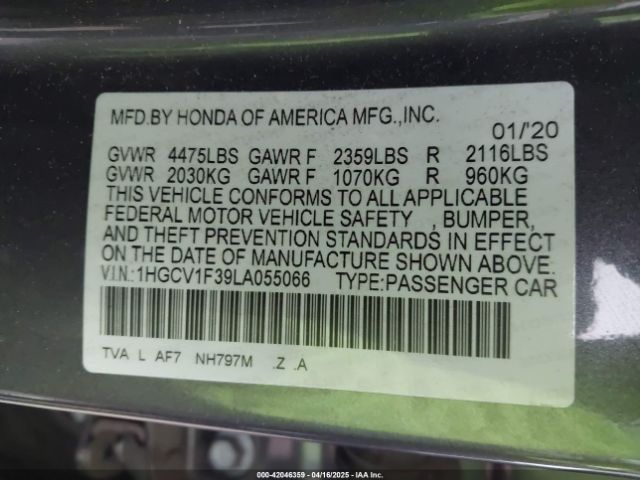 MFD.BY HONDA OF AMERICA MFG.,INC.
01/'20
GVWR 4475LBS GAWR F 2359LBS R 2116LBS
GVWR 2030KG GAWR F 1070KG R 960KG
THIS VEHICLE CONFORMS TO ALL APPLICABLE
FEDERAL MOTOR VEHICLE SAFETY , BUMPER,
AND THEFT PREVENTION STANDARDS IN EFFECT
ON THE DATE OF MANUFACTURE SHOWN ABOVE.
V.I.N.:1HGCV1F39LA055066 TYPE:PASSENGER CAR
TVA L AF7 NH797M .Z .A
000-42046359 - 04/16/2025 - IAA Inc.